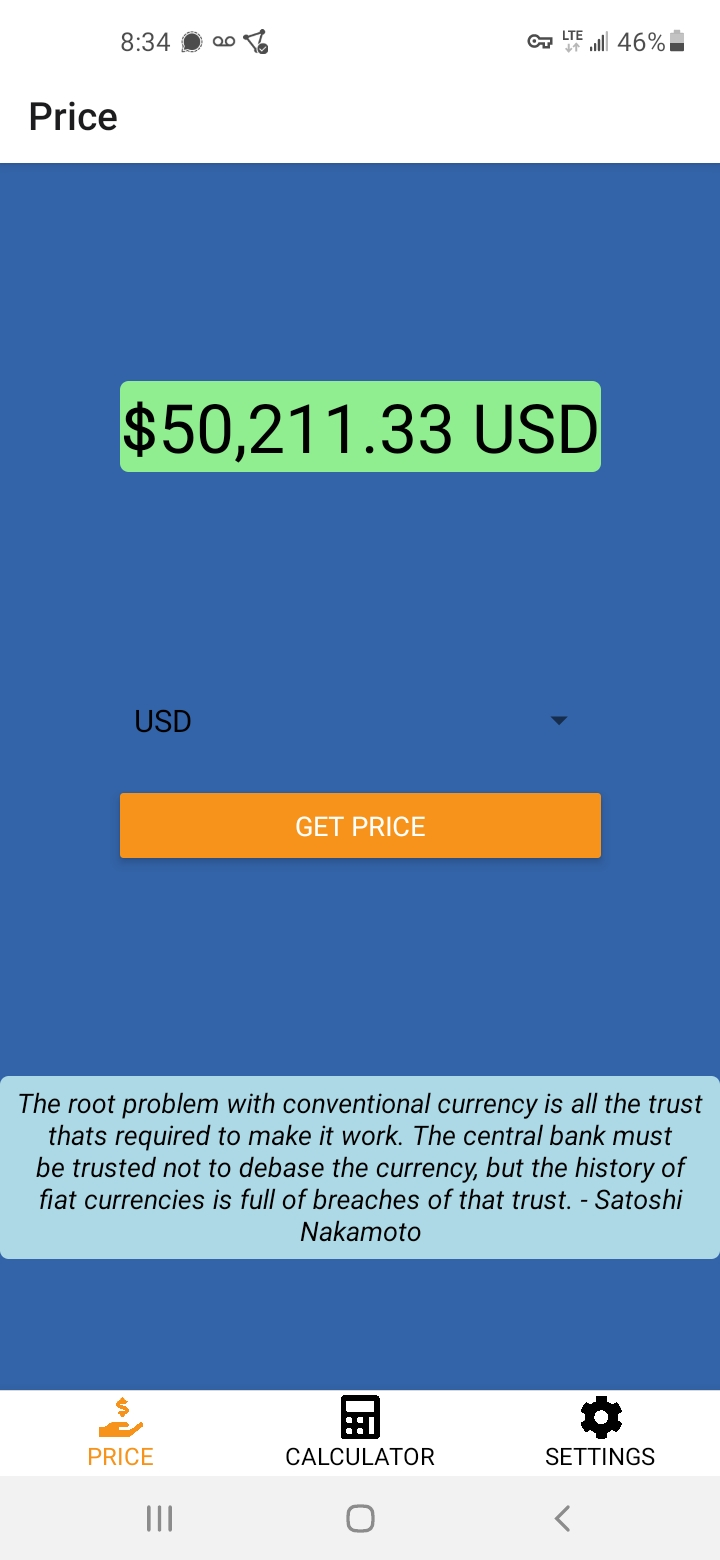 8:34
LTE
46%
Price
$50,211.33 USD
USD
GET PRICE
The root problem with conventional currency is all the trust
thats required to make it work. The central bank must
be trusted not to debase the currency, but the history of
fiat currencies is full of breaches of that trust. - Satoshi
Nakamoto
$
PRICE
CALCULATOR
SETTINGS